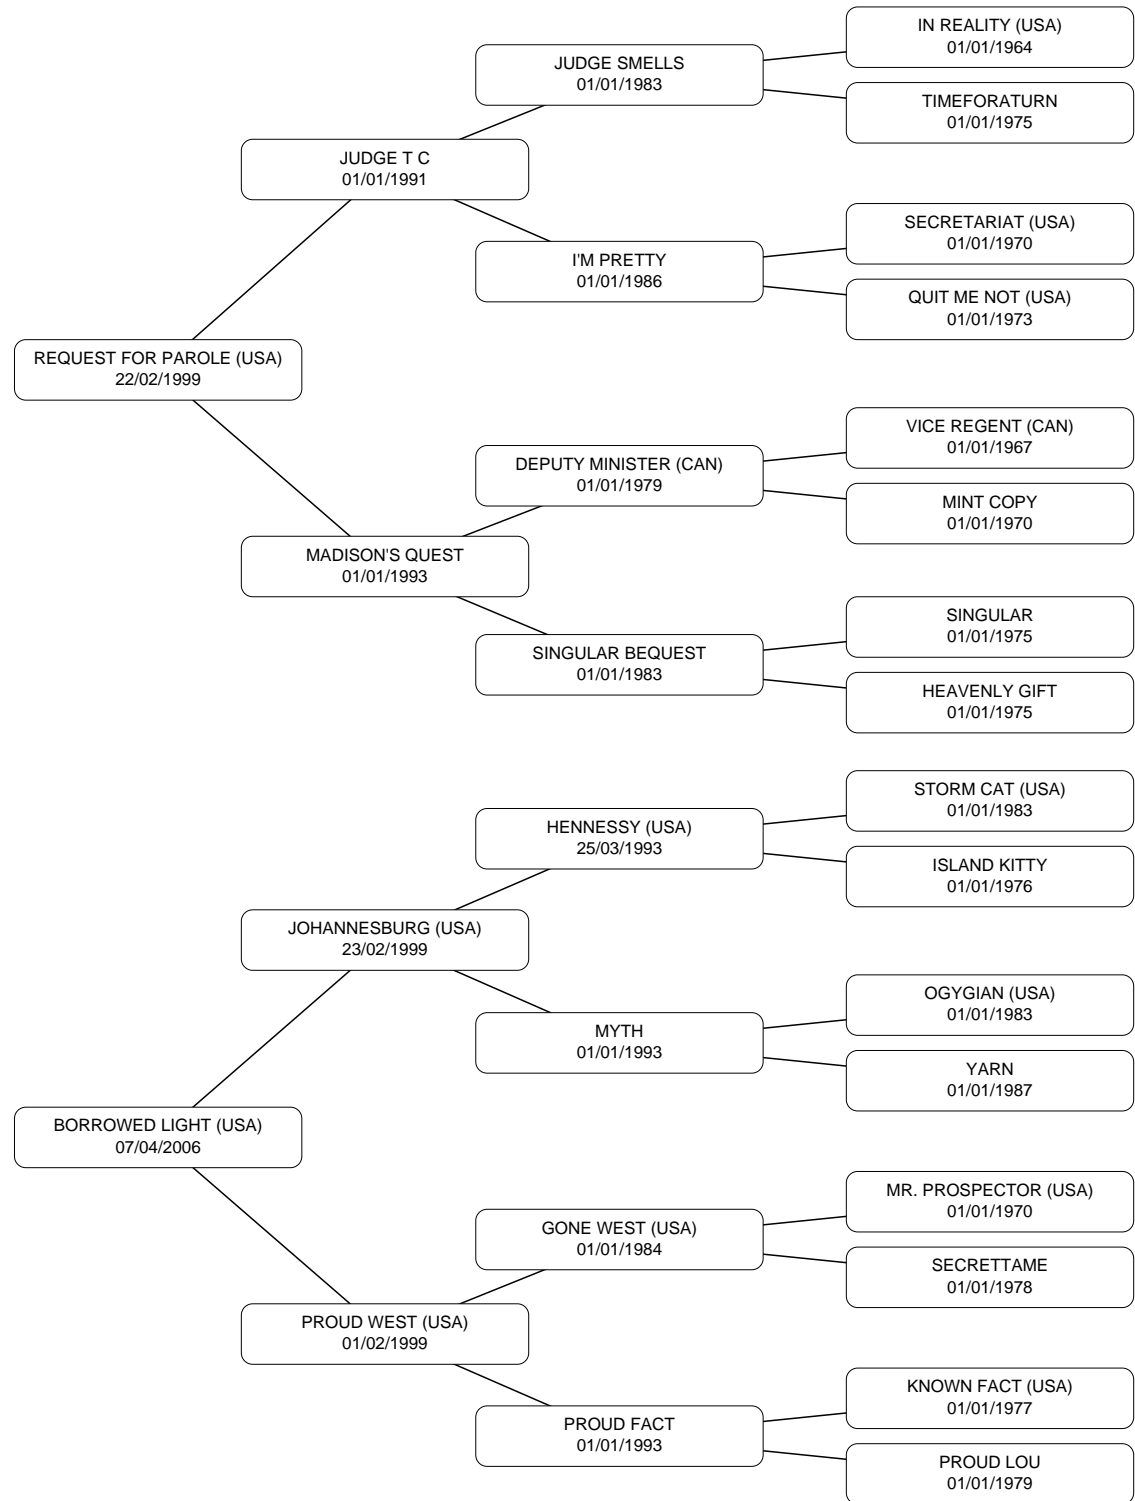 IN REALITY (USA)
01/01/1964
JUDGE SMELLS
01/01/1983
TIMEFORATURN
01/01/1975
JUDGE T C
01/01/1991
SECRETARIAT (USA)
01/01/1970
I'M PRETTY
01/01/1986
QUIT ME NOT (USA)
01/01/1973
REQUEST FOR PAROLE (USA)
22/02/1999
VICE REGENT (CAN)
01/01/1967
DEPUTY MINISTER (CAN)
01/01/1979
MINT COPY
01/01/1970
MADISON'S QUEST
01/01/1993
SINGULAR
01/01/1975
SINGULAR BEQUEST
01/01/1983
HEAVENLY GIFT
01/01/1975
STORM CAT (USA)
01/01/1983
HENNESSY (USA)
25/03/1993
ISLAND KITTY
01/01/1976
JOHANNESBURG (USA)
23/02/1999
OGYGIAN (USA)
01/01/1983
MYTH
01/01/1993
YARN
01/01/1987
BORROWED LIGHT (USA)
07/04/2006
MR. PROSPECTOR (USA)
01/01/1970
GONE WEST (USA)
01/01/1984
SECRETTAME
01/01/1978
PROUD WEST (USA)
01/02/1999
KNOWN FACT (USA)
01/01/1977
PROUD FACT
01/01/1993
PROUD LOU
01/01/1979